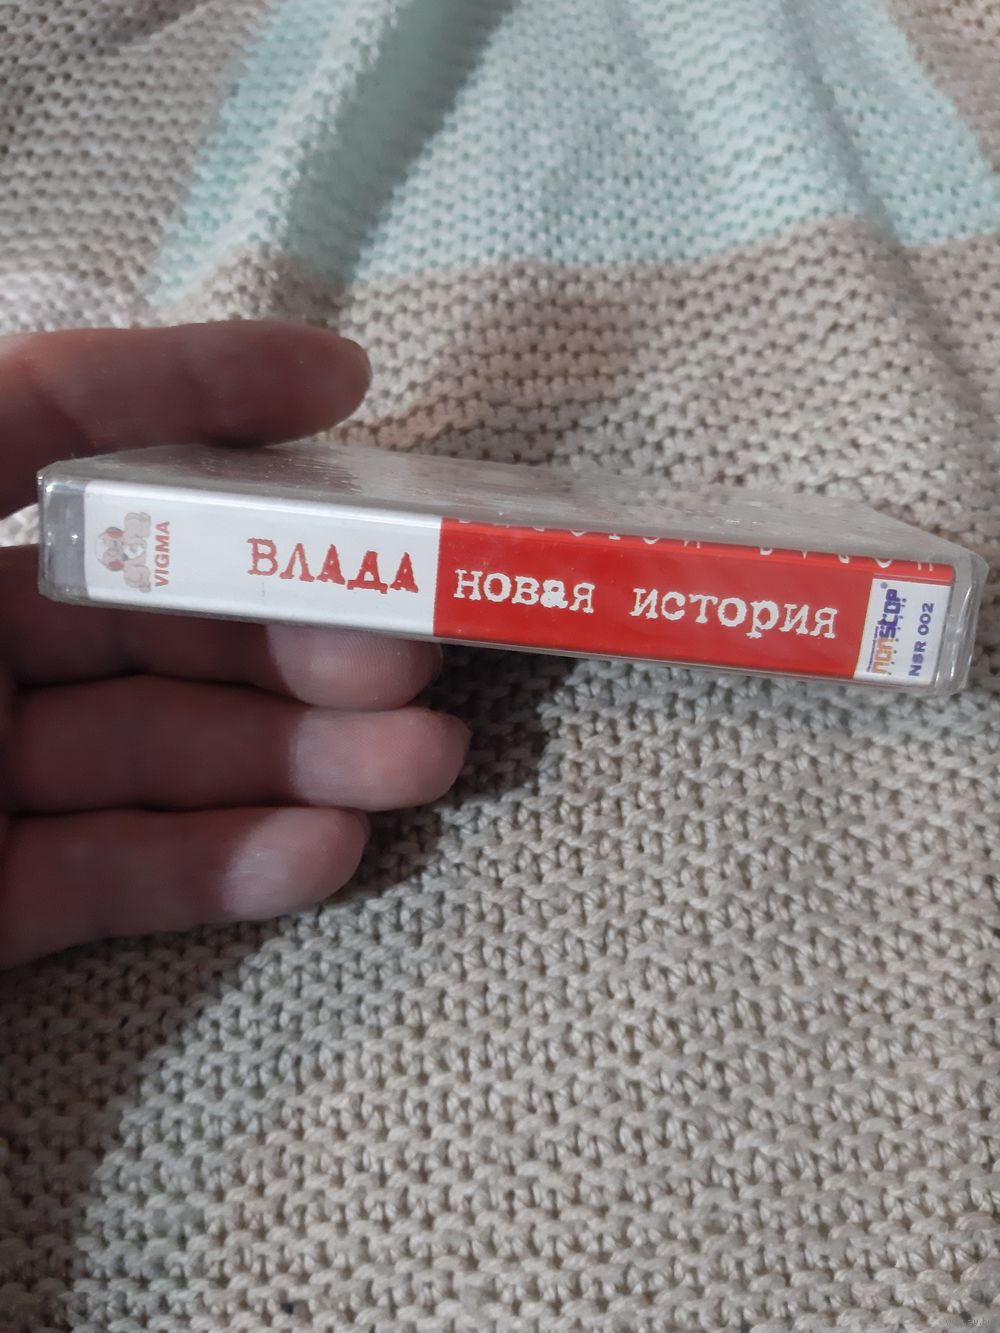 VIGMA
ВЛАДА
новая история
nonSTOP
NSR 002